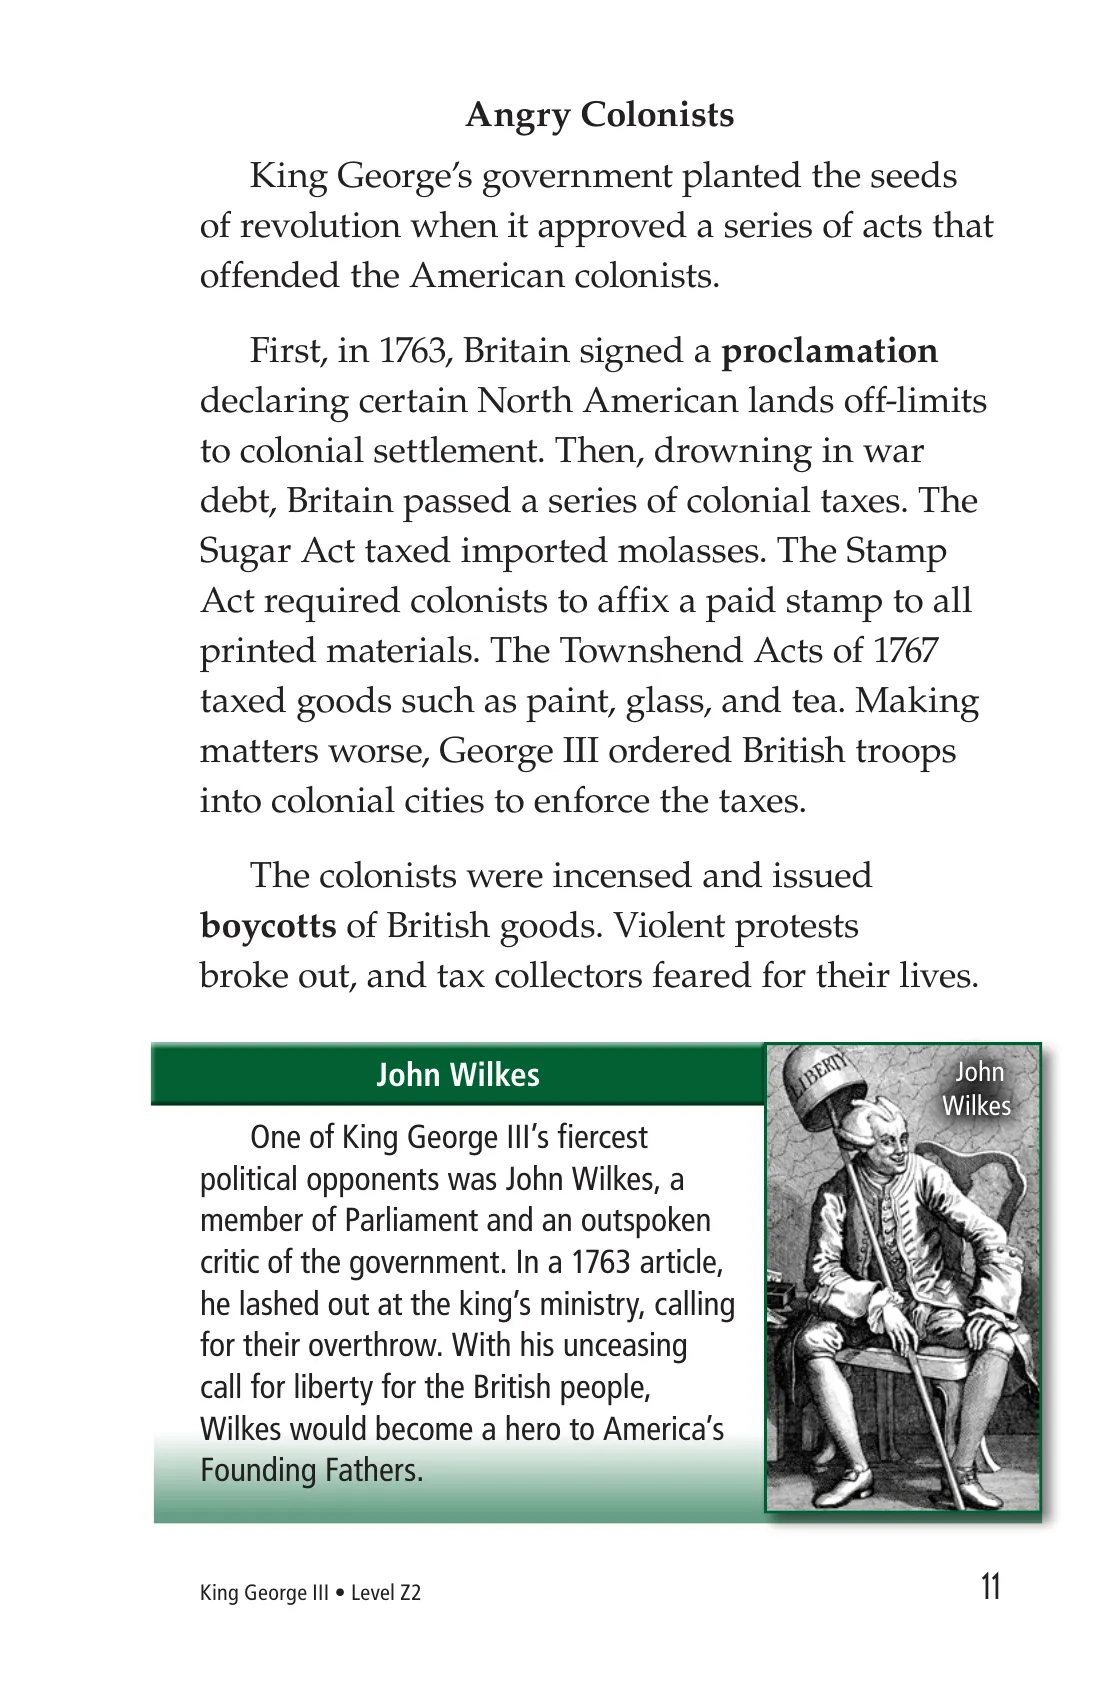 Angry Colonists
King George’s government planted the seeds
of revolution when it approved a series of acts that
offended the American colonists.
First, in 1763, Britain signed a proclamation
declaring certain North American lands off-limits
to colonial settlement. Then, drowning in war
debt, Britain passed a series of colonial taxes. The
Sugar Act taxed imported molasses. The Stamp
Act required colonists to affix a paid stamp to all
printed materials. The Townshend Acts of 1767
taxed goods such as paint, glass, and tea. Making
matters worse, George III ordered British troops
into colonial cities to enforce the taxes.
The colonists were incensed and issued
boycotts of British goods. Violent protests
broke out, and tax collectors feared for their lives.
John Wilkes
One of King George III’s fiercest
political opponents was John Wilkes, a
member of Parliament and an outspoken
critic of the government. In a 1763 article,
he lashed out at the king’s ministry, calling
for their overthrow. With his unceasing
call for liberty for the British people,
Wilkes would become a hero to America’s
Founding Fathers.
LIBERTY
John
Wilkes
King George III • Level Z2
11